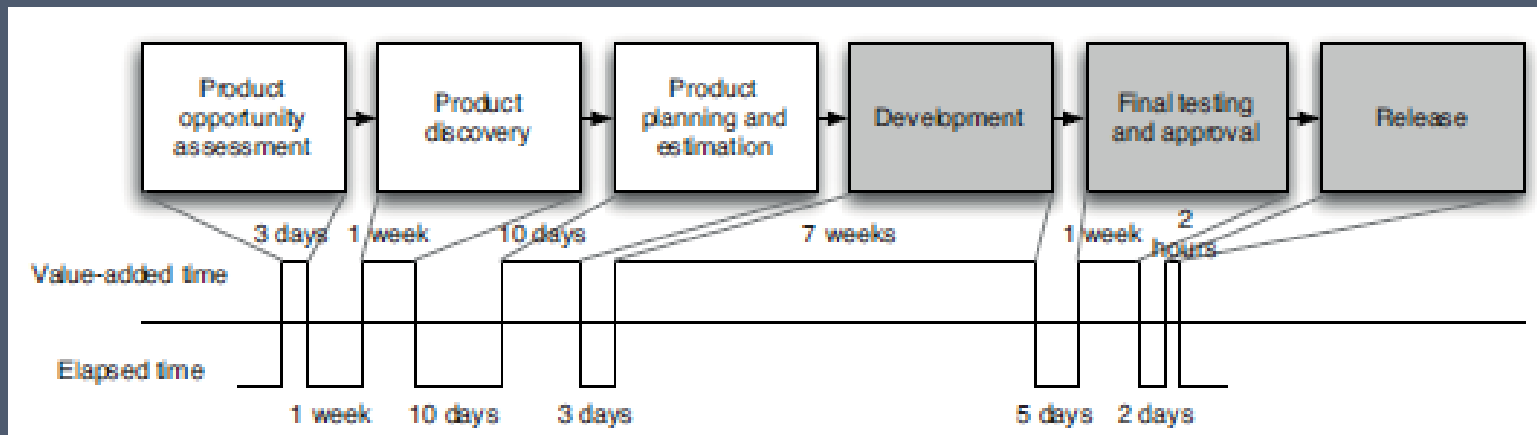 Product
opportunity
assessment
Product
discovery
Product
planning and
estimation
Development
Final testing
and approval
Release
3 days
1 week
10 days
7 weeks
1 week
2
hours
Value-added time
Elapsed time
1 week
10 days
3 days
5 days
2 days